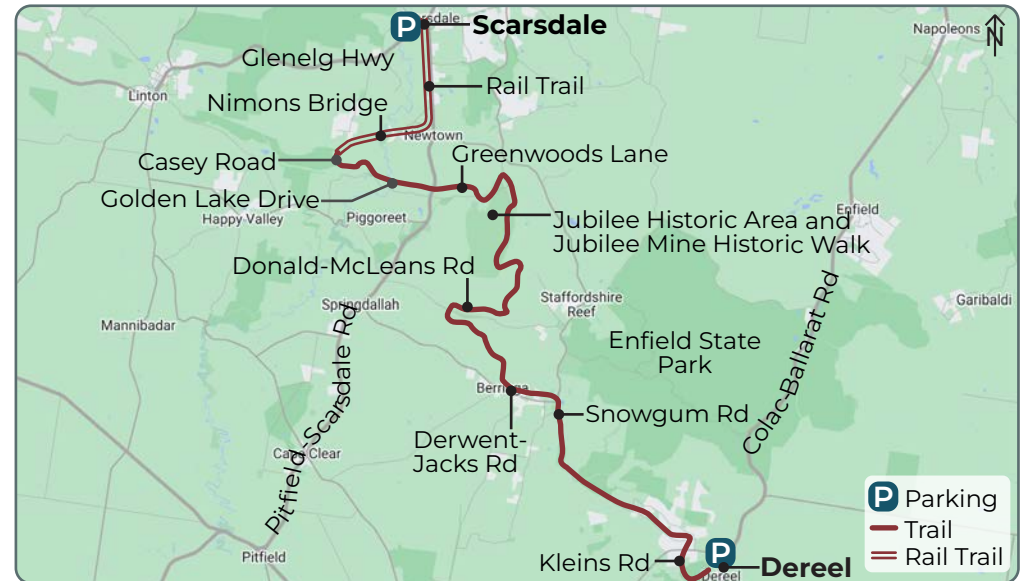 P
rsdale
Scarsdale
Napoleons
N
Glenelg Hwy
Linton
Rail Trail
Nimons Bridge
Newtown
Casey Road
Greenwoods Lane
Golden Lake Drive
Happy Valley
Piggoreet
Enfield
Jubilee Historic Area and
Jubilee Mine Historic Walk
Donald-McLeans Rd
Springdallah
Staffordshire
Reef
Garibaldi
Mannibadar
Enfield State
Park
Pitfield-Scarsdale Rd
Colac-Ballarat Rd
Berringa
Snowgum Rd
Derwent-
Jacks Rd
Cape Clear
Pitfield
Kleins Rd
P
Dereel
Dereel
P Parking
Trail
Rail Trail